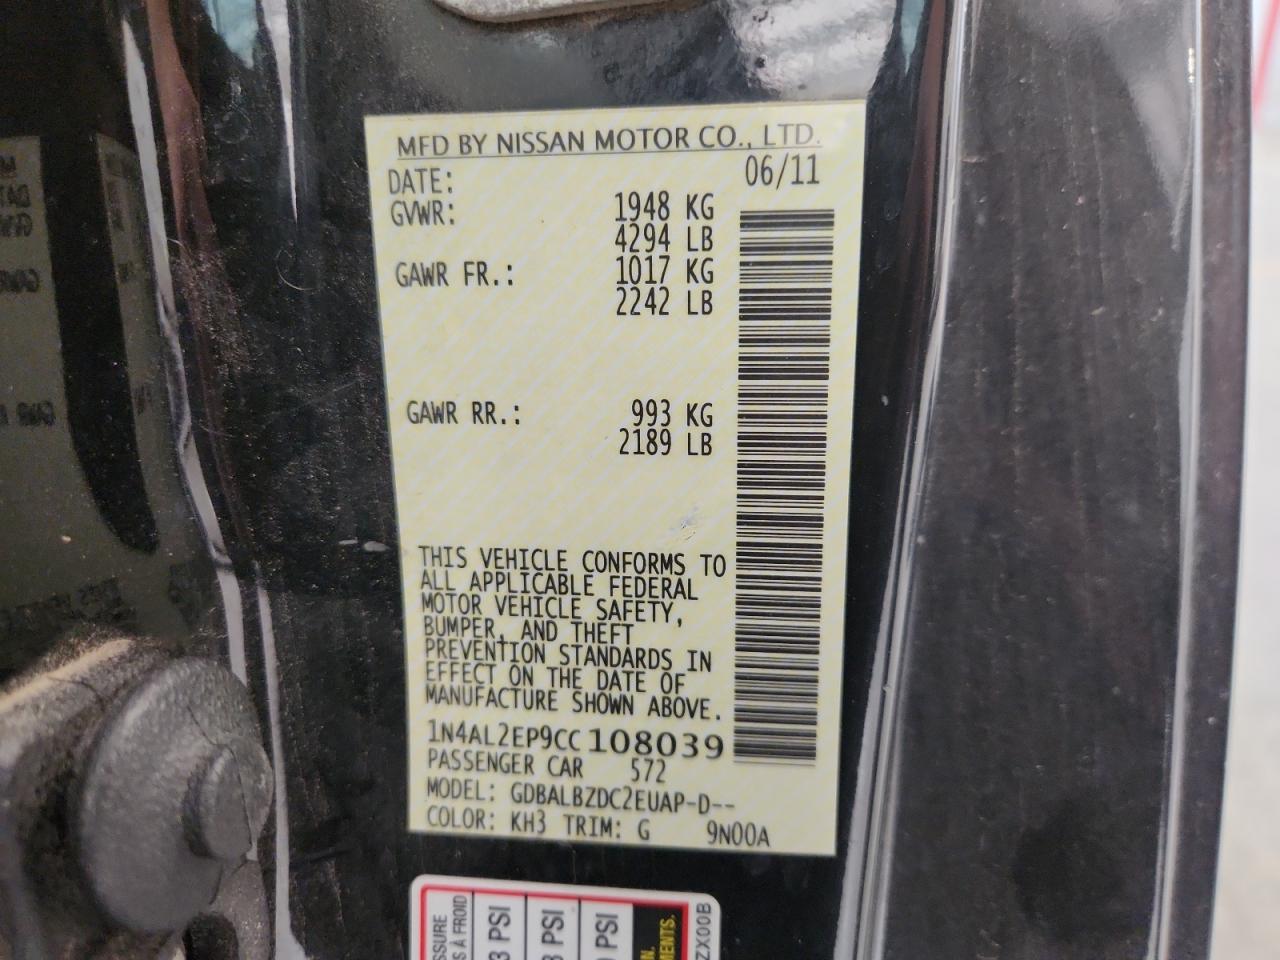 MFD BY NISSAN MOTOR CO., LTD.
DATE: 06/11
GVWR: 1948 KG
4294 LB
GAWR FR.: 1017 KG
2242 LB
GAWR RR.: 993 KG
2189 LB
THIS VEHICLE CONFORMS TO
ALL APPLICABLE FEDERAL
MOTOR VEHICLE SAFETY,
BUMPER, AND THEFT
PREVENTION STANDARDS IN
EFFECT ON THE DATE OF
MANUFACTURE SHOWN ABOVE.
1N4AL2EP9CC108039
PASSENGER CAR 572
MODEL: GDBALBZDC2EUAP-D--
COLOR: KH3 TRIM: G 9N00A
À FROID
PSI
PSI
PSI
ZX00B